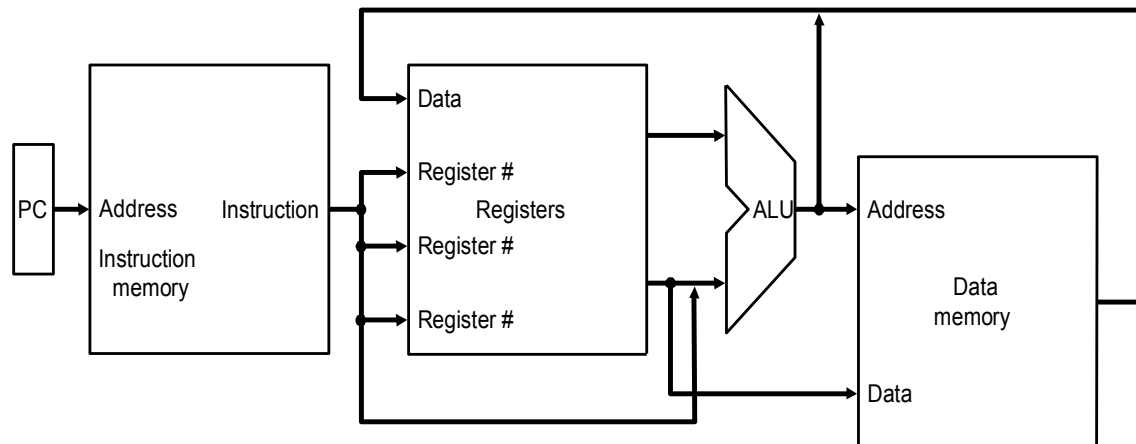 Data
Register #
PC
Address
Instruction
Registers
ALU
Address
Instruction
memory
Register #
Data
memory
Register #
Data